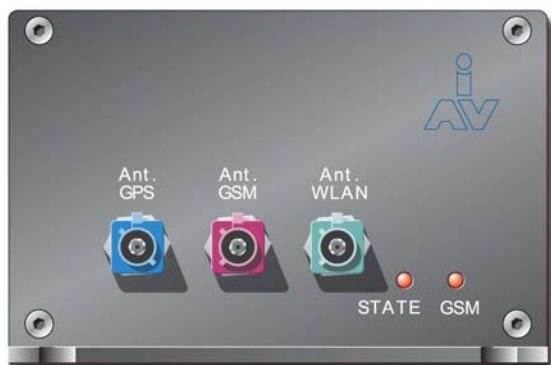 iAV
Ant. GPS
Ant. GSM
Ant. WLAN
STATE
GSM